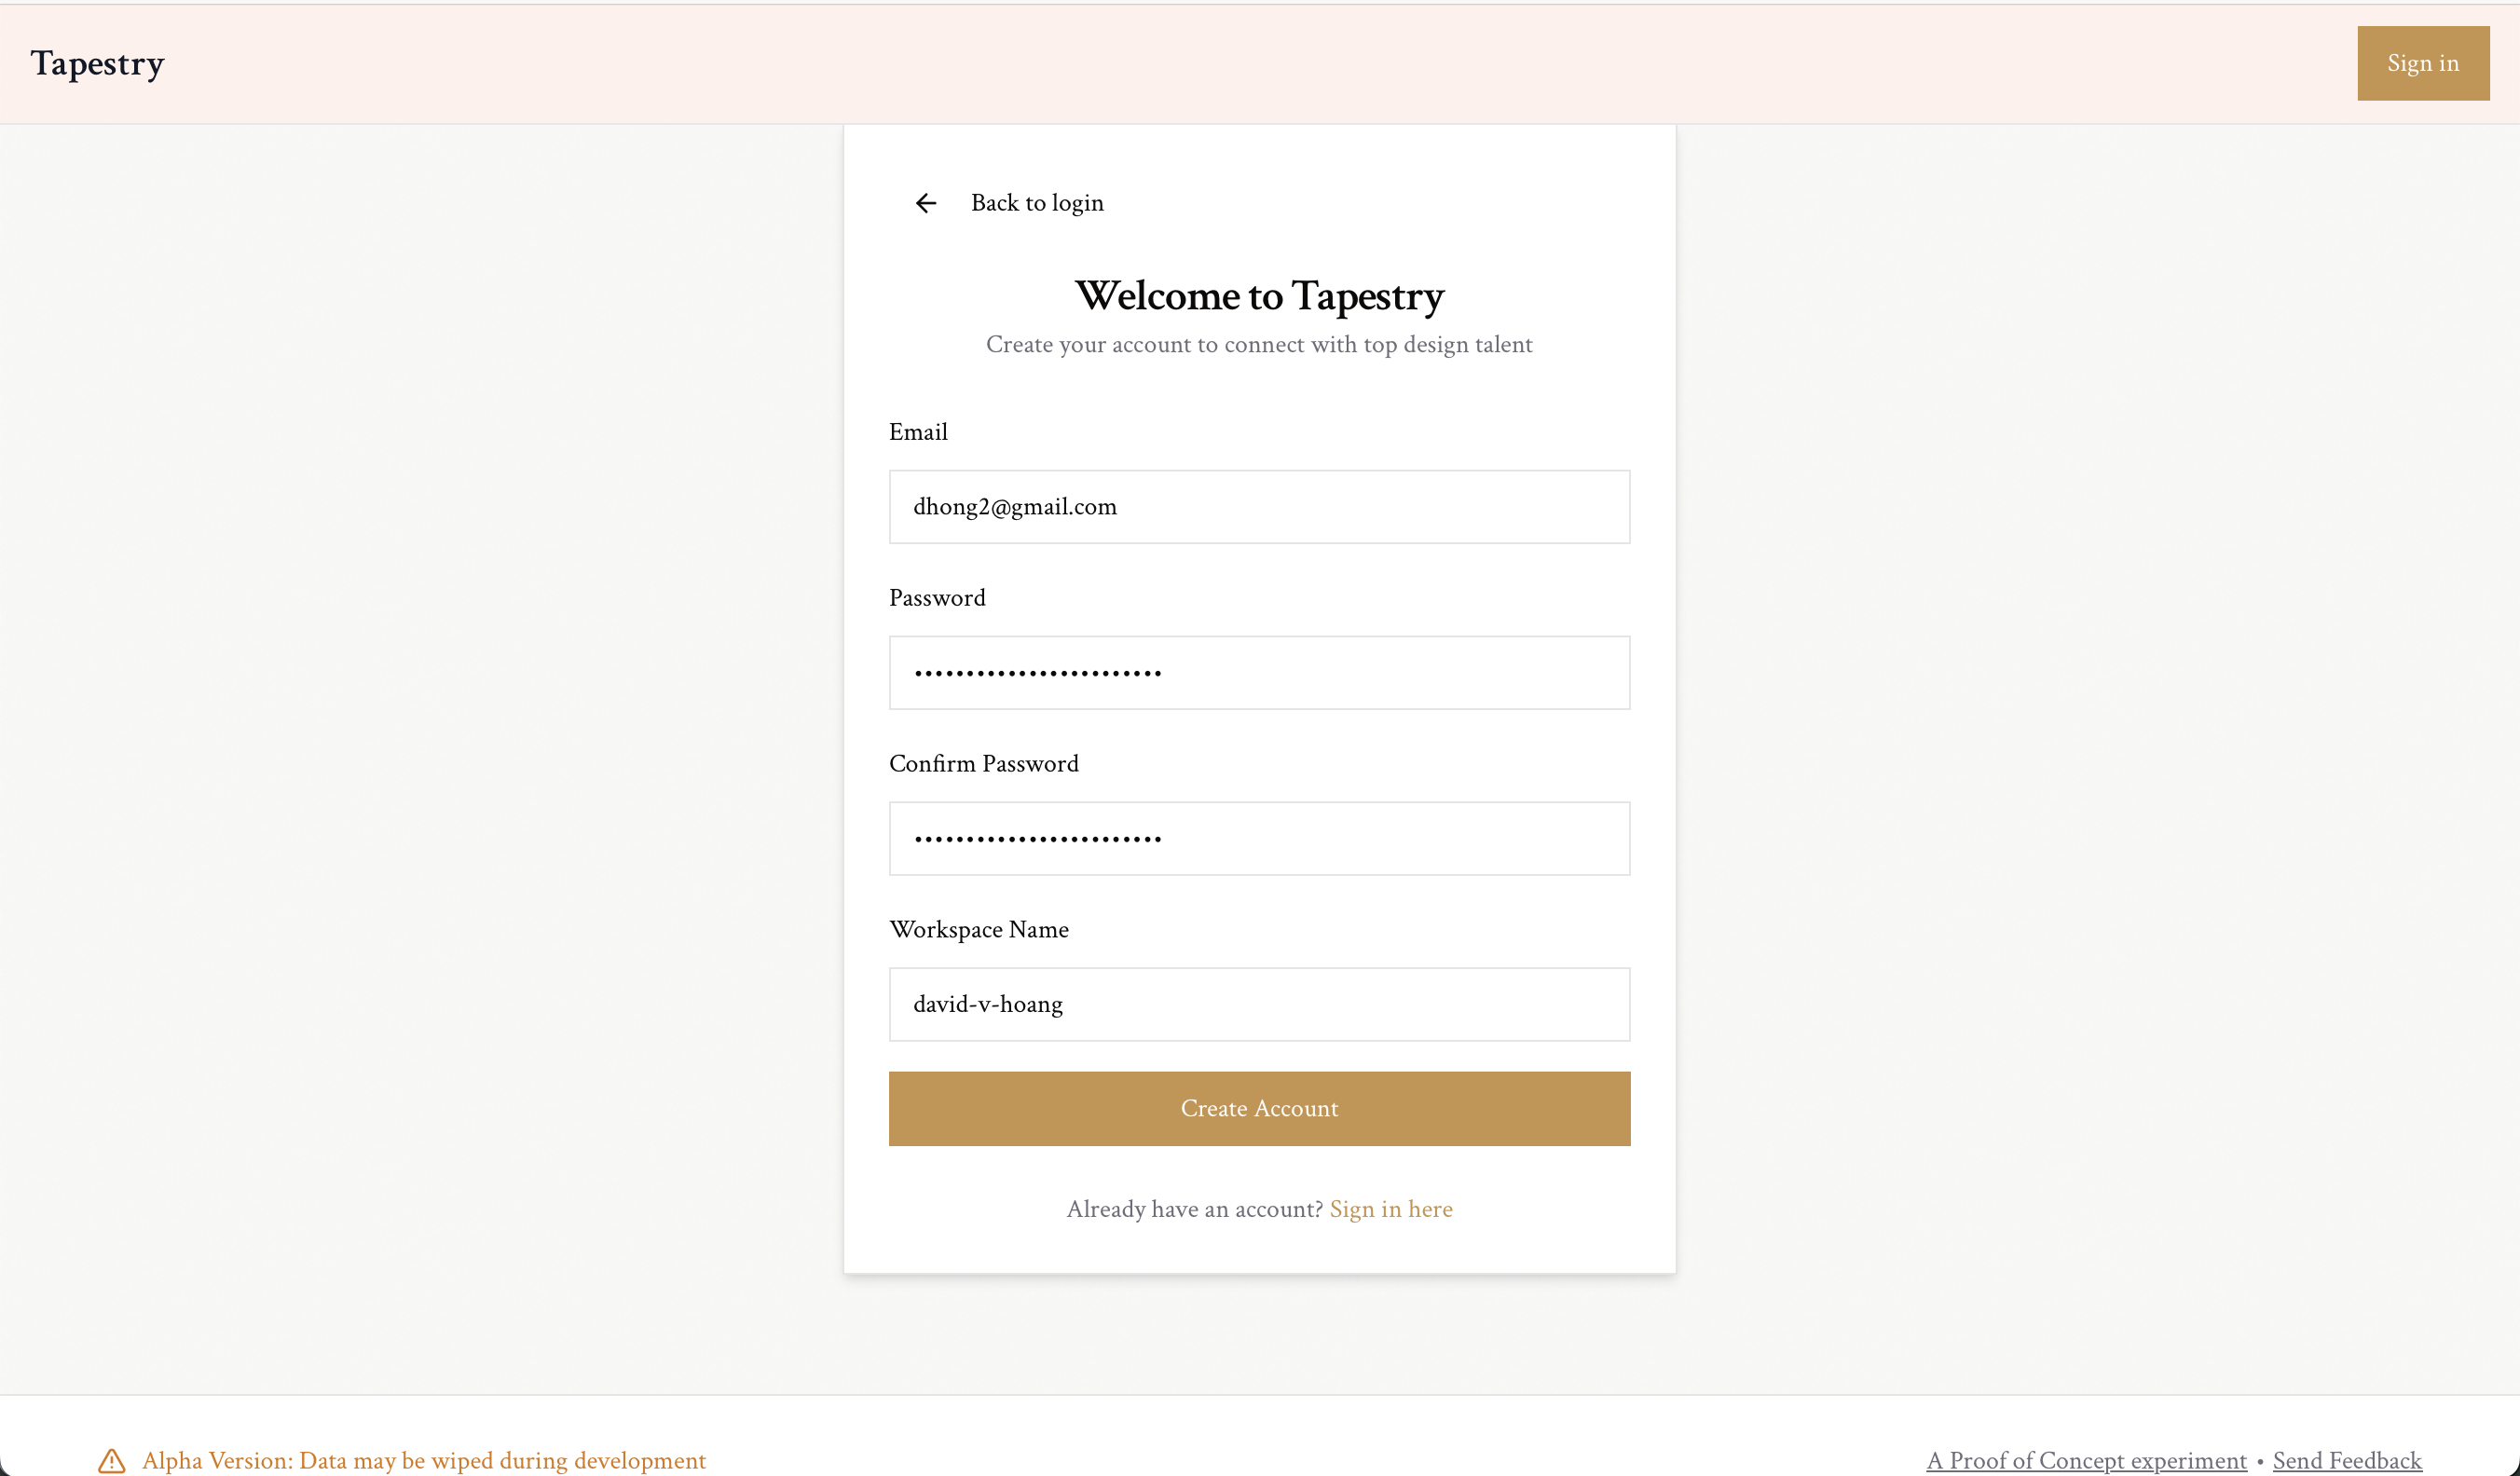 Tapestry
Sign in
Back to login
Welcome to Tapestry
Create your account to connect with top design talent
Email
dhong2@gmail.com
Password
••••••••••••••••••••••••
Confirm Password
••••••••••••••••••••••••
Workspace Name
david-v-hoang
Create Account
Already have an account? Sign in here
Alpha Version: Data may be wiped during development
A Proof of Concept experiment • Send Feedback